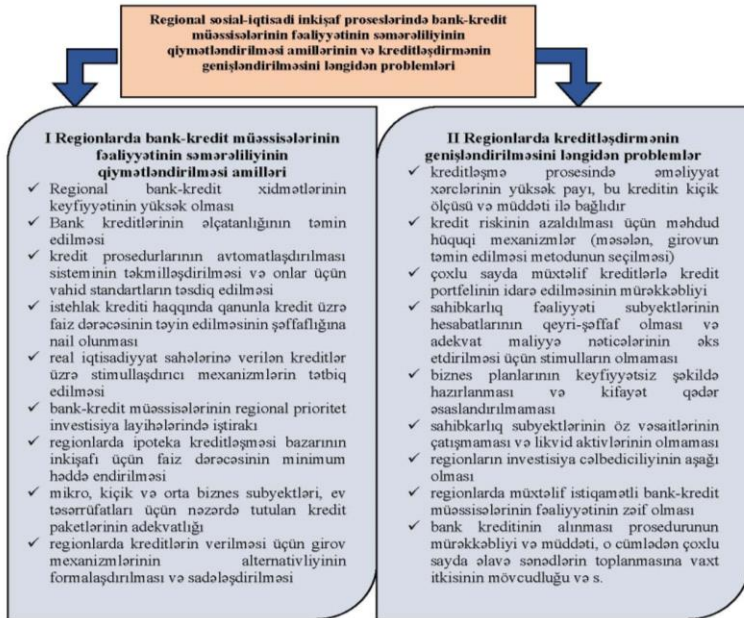 Regional sosial-iqtisadi inkişaf proseslərində bank-kredit
müəssisələrinin fəaliyyətinin səmərəliliyinin
qiymətləndirilməsi amillərinin və kreditləşdirmənin
genişləndirilməsini ləngidən problemləri
I Regionlarda bank-kredit müəssisələrinin
fəaliyyətinin səmərəliliyinin
qiymətləndirilməsi amilləri
✓ Regional bank-kredit xidmətlərinin
keyfiyyətinin yüksək olması
✓ Bank kreditlərinin əlçatanlığının təmin
edilməsi
✓ kredit prosedurlarının avtomatlaşdırılması
sisteminin təkmilləşdirilməsi və onlar üçün
vahid standartların təsdiq edilməsi
✓ istehlak krediti haqqında qanunla kredit üzrə
faiz dərəcəsinin təyin edilməsinin şəffaflığına
nail olunması
✓ real iqtisadiyyat sahələrinə verilən kreditlər
üzrə stimullaşdırıcı mexanizmlərin tətbiq
edilməsi
✓ bank-kredit müəssisələrinin regional prioritet
investisiya layihələrində iştirakı
✓ regionlarda ipoteka kreditləşməsi bazarının
inkişafı üçün faiz dərəcəsinin minimum
həddə endirilməsi
✓ mikro, kiçik və orta biznes subyektləri, ev
təsərrüfatları üçün nəzərdə tutulan kredit
paketlərinin adekvatlığı
✓ regionlarda kreditlərin verilməsi üçün girov
mexanizmlərinin alternativliyinin
formalaşdırılması və sadələşdirilməsi
II Regionlarda kreditləşdirmənin
genişləndirilməsini ləngidən problemlər
✓ kreditləşmə prosesində əməliyyat
xərclərinin yüksək payı, bu kreditin kiçik
ölçüsü və müddəti ilə bağlıdır
✓ kredit riskinin azaldılması üçün məhdud
hüquqi mexanizmlər (məsələn, girovun
təmin edilməsi metodunun seçilməsi)
✓ çoxlu sayda müxtəlif kreditlərlə kredit
portfelinin idarə edilməsinin mürəkkəbliyi
✓ sahibkarlıq fəaliyyəti subyektlərinin
hesabatlarının qeyri-şəffaf olması və
adekvat maliyyə nəticələrinin əks
etdirilməsi üçün stimulların olmaması
✓ biznes planlarının keyfiyyətsiz şəkildə
hazırlanması və kifayət qədər
əsaslandırılmaması
✓ sahibkarlıq subyektlərinin öz vəsaitlərinin
çatışmaması və likvid aktivlərinin olmaması
✓ regionların investisiya cəlbediciliyinin aşağı
olması
✓ regionlarda müxtəlif istiqamətli bank-kredit
müəssisələrinin fəaliyyətinin zəif olması
✓ bank kreditinin alınması prosedurunun
mürəkkəbliyi və müddəti, o cümlədən çoxlu
sayda əlavə sənədlərin toplanmasına vaxt
itkisinin mövcudluğu və s.